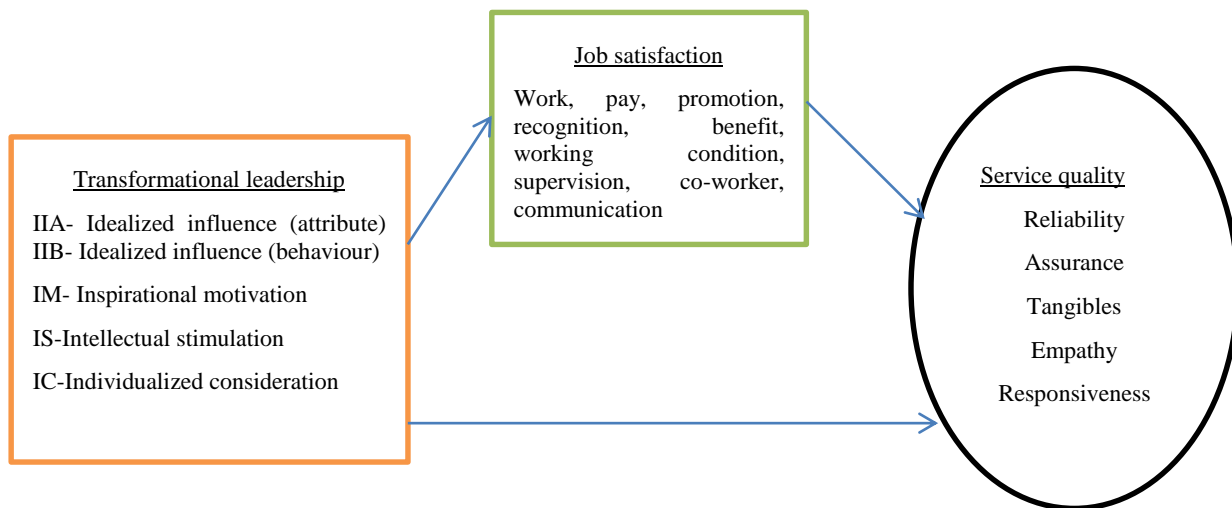 Transformational leadership
IIA- Idealized influence (attribute)
IIB- Idealized influence (behaviour)
IM- Inspirational motivation
IS-Intellectual stimulation
IC-Individualized consideration
Job satisfaction
Work, pay, promotion,
recognition, benefit,
working condition,
supervision, co-worker,
communication
Service quality
Reliability
Assurance
Tangibles
Empathy
Responsiveness